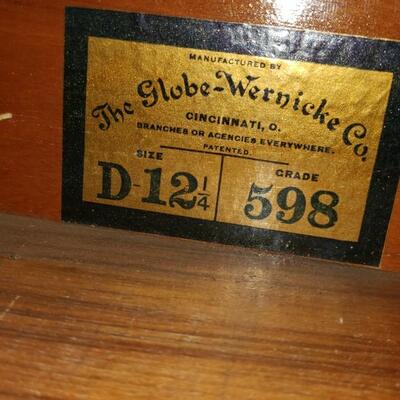 MANUFACTURED BY
The Globe-Wernicke Co.
CINCINNATI, O.
BRANCHES OR AGENCIES EVERYWHERE.
PATENTED.
SIZE GRADE
D-12¼ 598